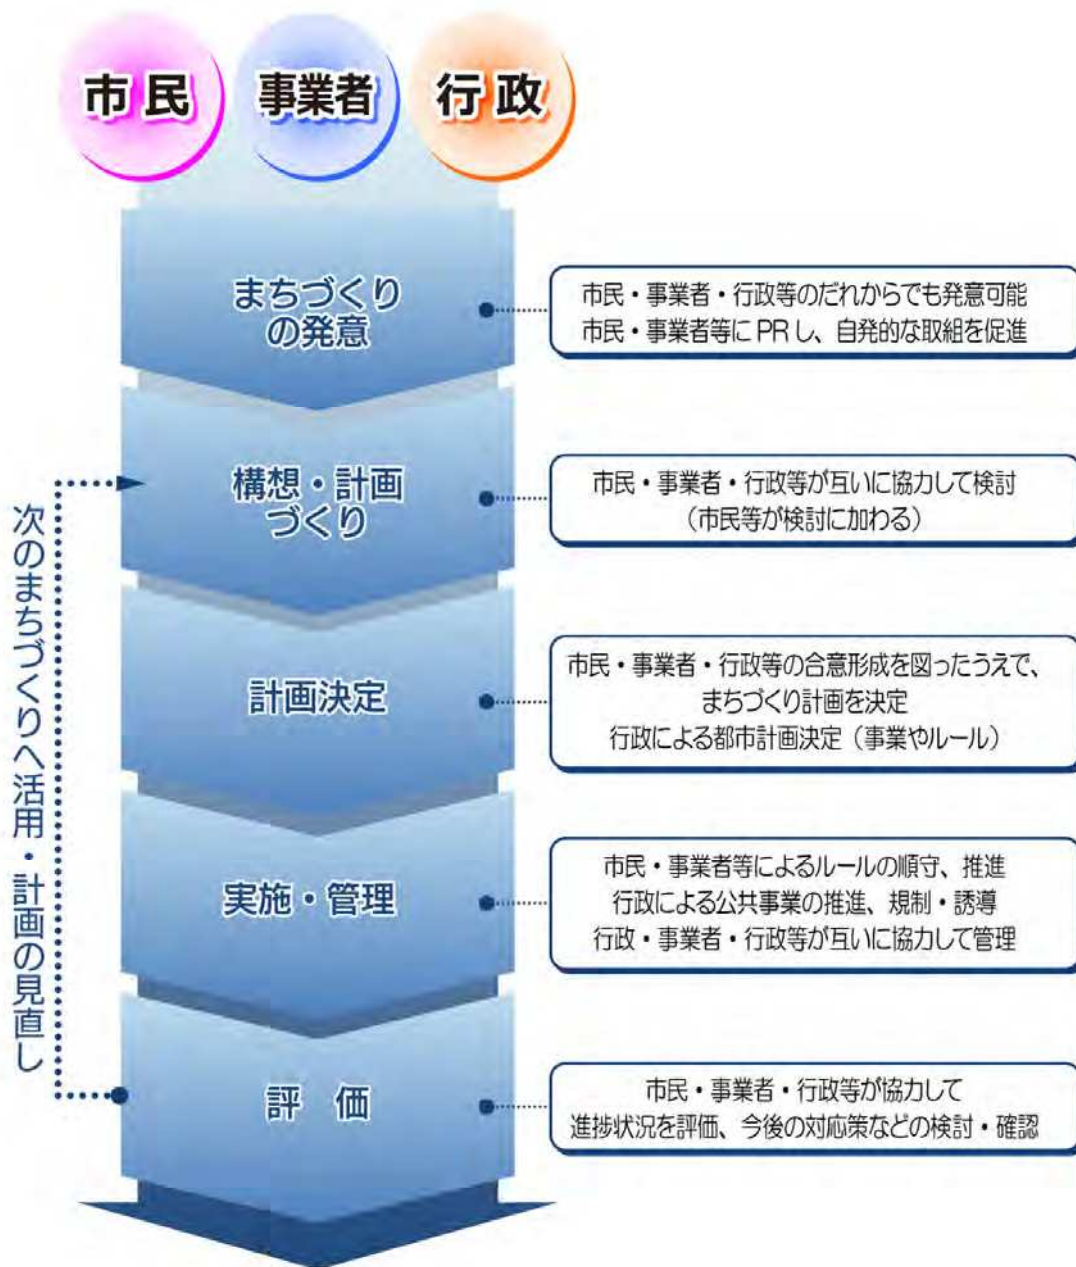 市民
事業者
行政
まちづくり
の発意
市民・事業者・行政等のだれからでも発意可能
市民・事業者等にPRし、自発的な取組を促進
構想・計画
づくり
市民・事業者・行政等が互いに協力して検討
（市民等が検討に加わる）
計画決定
市民・事業者・行政等の合意形成を図ったうえで、
まちづくり計画を決定
行政による都市計画決定（事業やルール）
実施・管理
市民・事業者等によるルールの順守、推進
行政による公共事業の推進、規制・誘導
行政・事業者・行政等が互いに協力して管理
評　価
市民・事業者・行政等が協力して
進捗状況を評価、今後の対応策などの検討・確認
次のまちづくりへ活用・計画の見直し